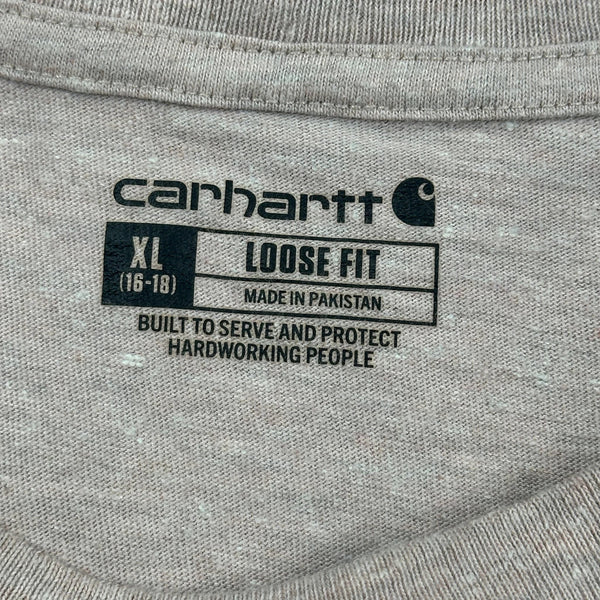 carhartt
XL
(16-18)
LOOSE FIT
MADE IN PAKISTAN
BUILT TO SERVE AND PROTECT
HARDWORKING PEOPLE